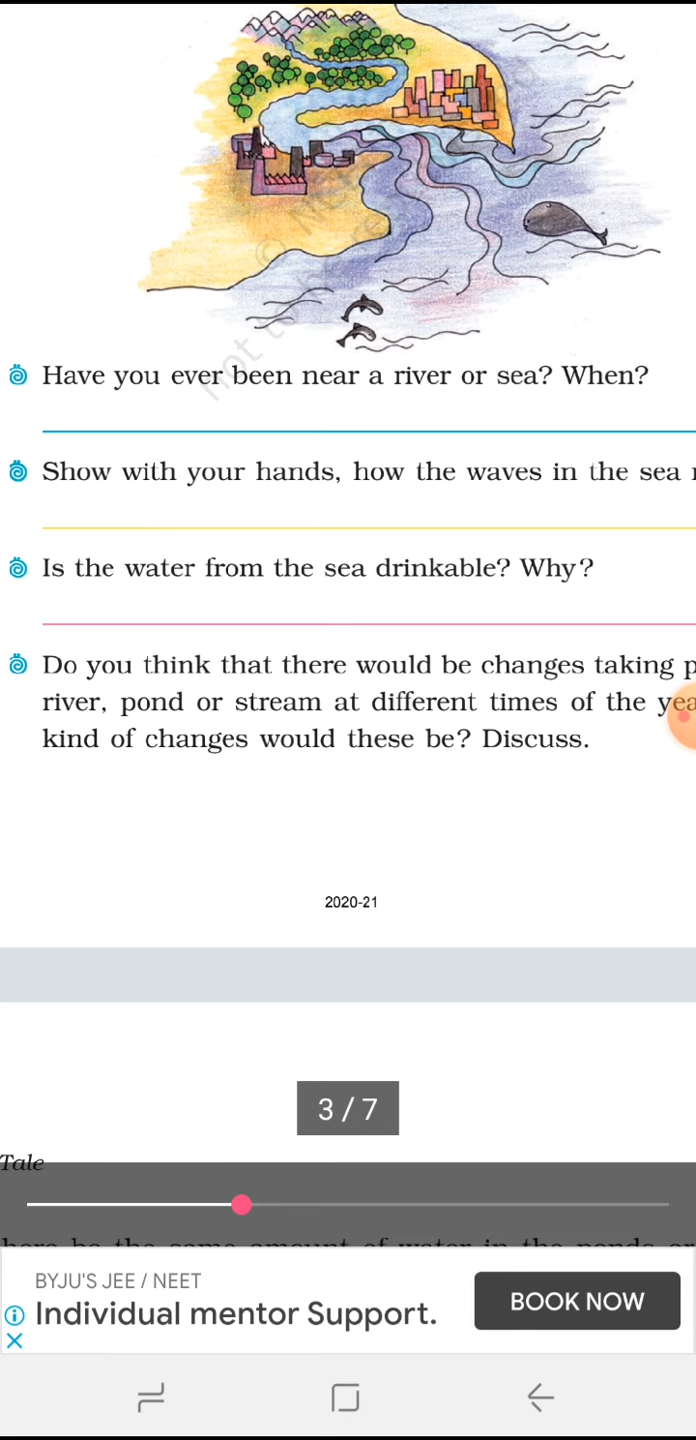 Have you ever been near a river or sea? When?
Show with your hands, how the waves in the sea
Is the water from the sea drinkable? Why?
Do you think that there would be changes taking
river, pond or stream at different times of the
kind of changes would these be? Discuss.
2020-21
3 / 7
Tale
BYJU'S JEE / NEET
Individual mentor Support.
BOOK NOW